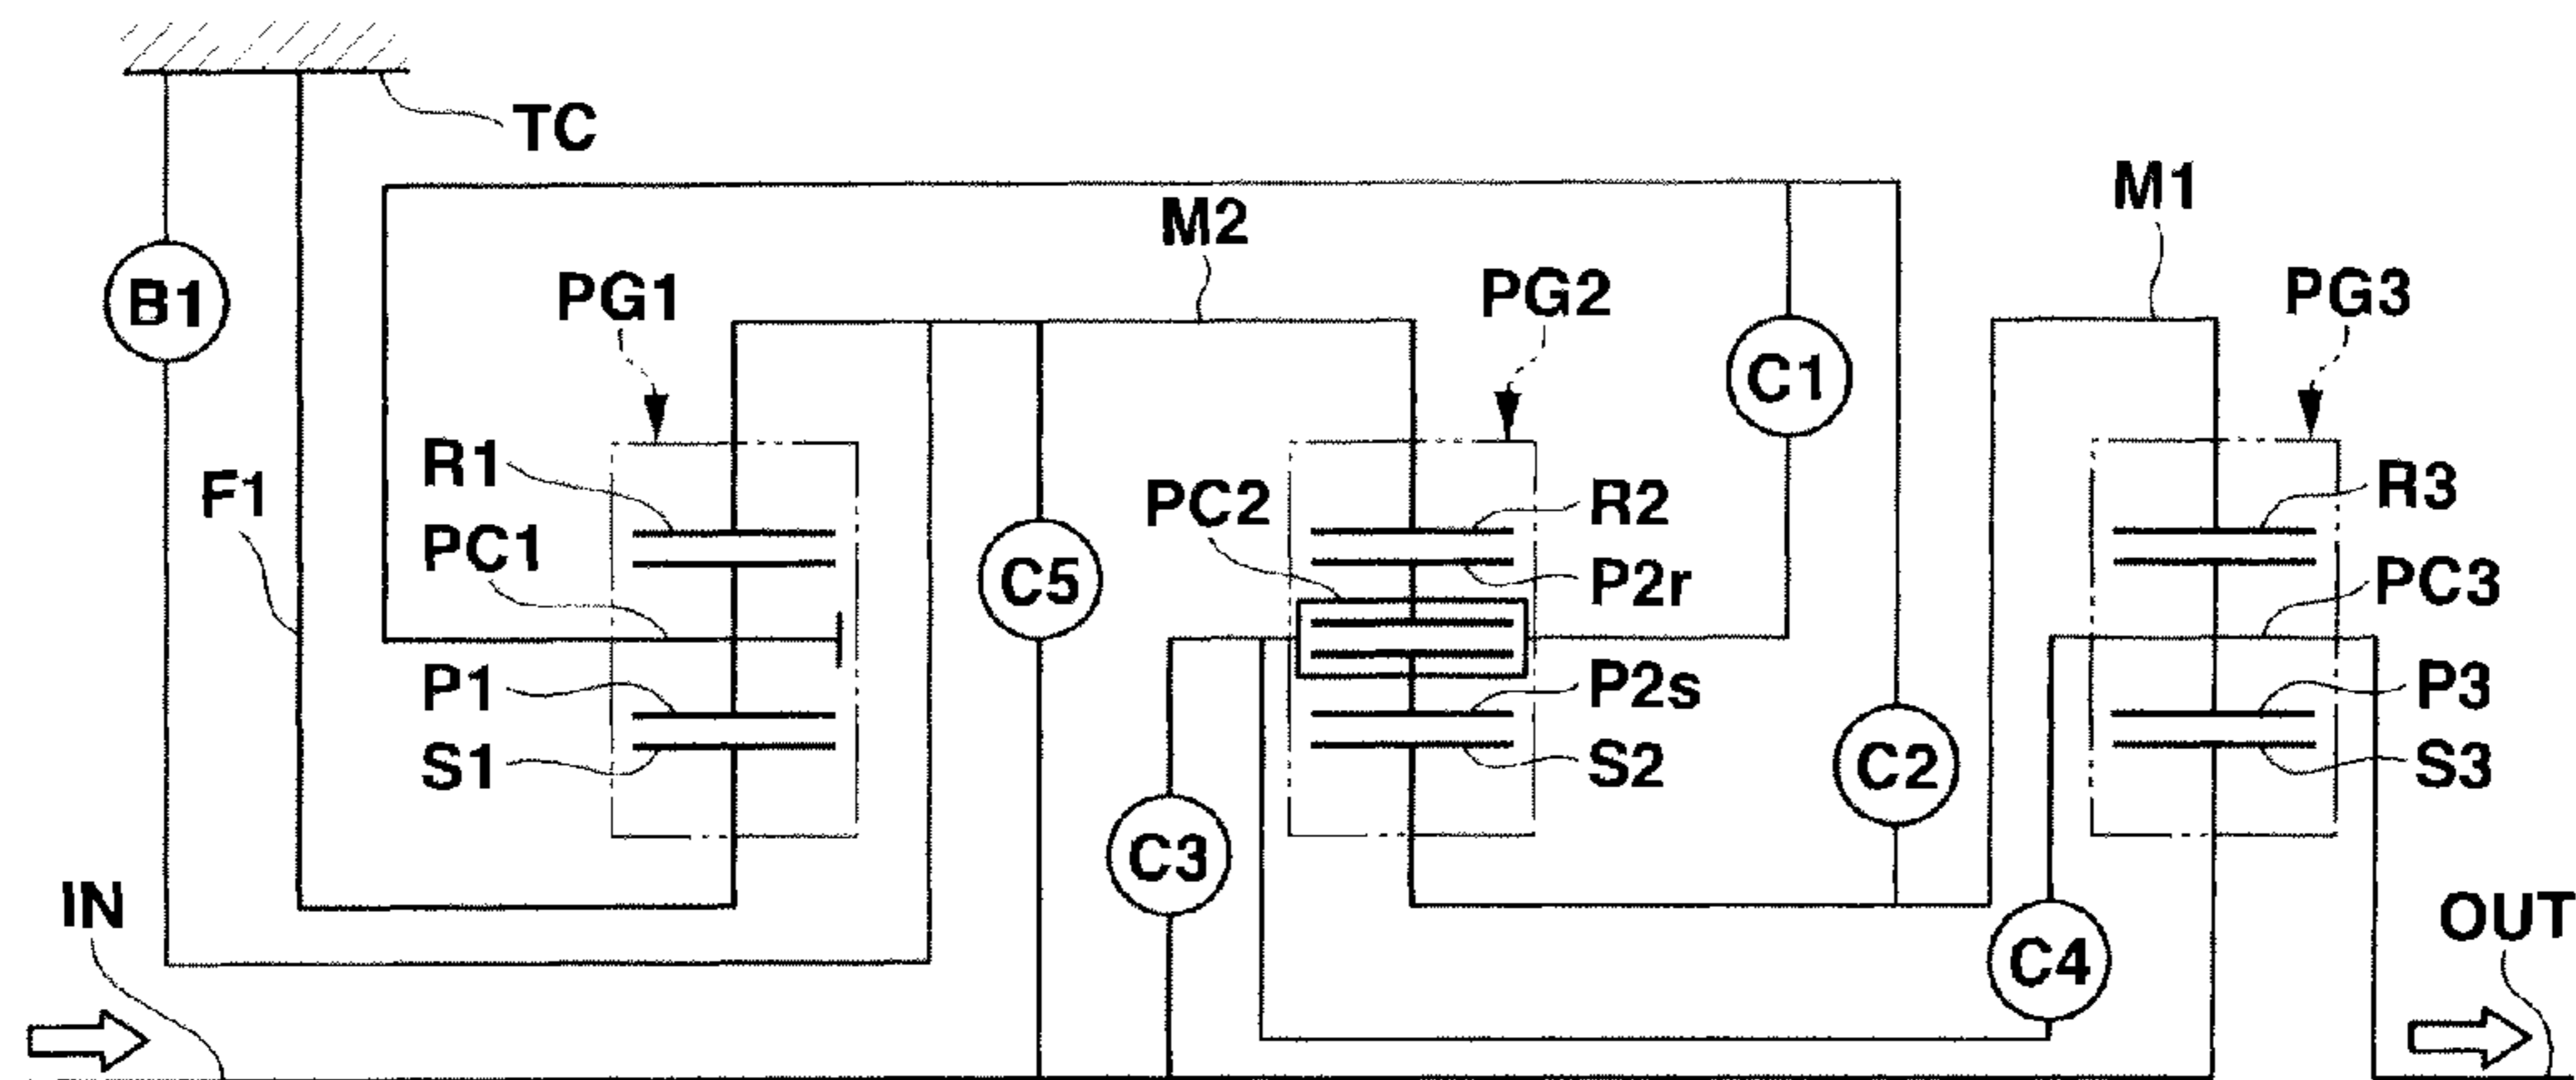 TC
M1
M2
B1
PG1
PG2
PG3
C1
R1
F1
PC1
PC2
R2
R3
P2r
C5
PC3
P1
P2s
P3
S1
S2
C2
S3
C3
IN
C4
OUT